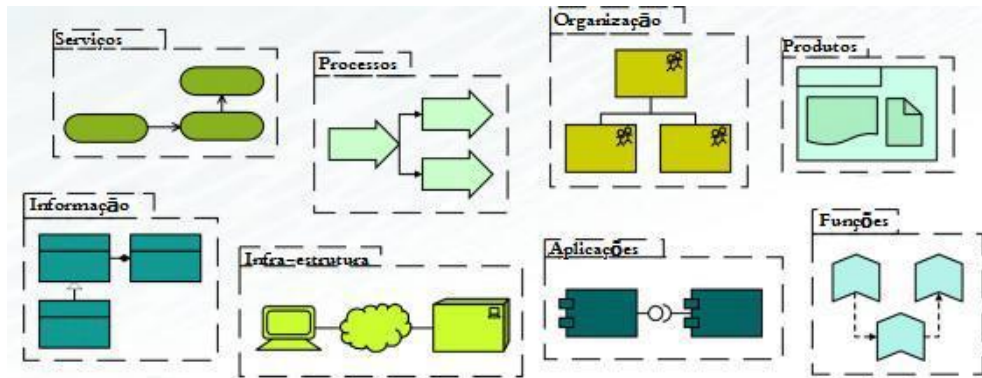 Serviços
Processos
Organização
Produtos
Informação
Infra-estrutura
Aplicações
Funções